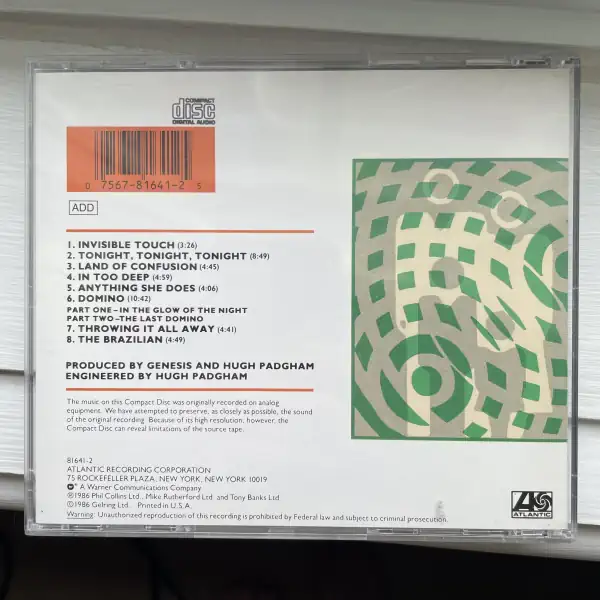 COMPACT
disc
DIGITAL AUDIO
0 7567-81641-2 5
ADD
1. INVISIBLE TOUCH (3:26)
2. TONIGHT, TONIGHT, TONIGHT (8:49)
3. LAND OF CONFUSION (4:45)
4. IN TOO DEEP (4:59)
5. ANYTHING SHE DOES (4:06)
6. DOMINO (10:42)
PART ONE–IN THE GLOW OF THE NIGHT
PART TWO–THE LAST DOMINO
7. THROWING IT ALL AWAY (4:41)
8. THE BRAZILIAN (4:49)
PRODUCED BY GENESIS AND HUGH PADGHAM
ENGINEERED BY HUGH PADGHAM
The music on this Compact Disc was originally recorded on analog
equipment. We have attempted to preserve, as closely as possible, the sound
of the original recording. Because of its high resolution, however, the
Compact Disc can reveal limitations of the source tape.
81641-2
ATLANTIC RECORDING CORPORATION
75 ROCKEFELLER PLAZA, NEW YORK, NEW YORK 10019
® A Warner Communications Company
℗1986 Phil Collins Ltd., Mike Rutherford Ltd. and Tony Banks Ltd.
©1986 Gelring Ltd. Printed in U.S.A.
Warning: Unauthorized reproduction of this recording is prohibited by Federal law and subject to criminal prosecution.
ATLANTIC